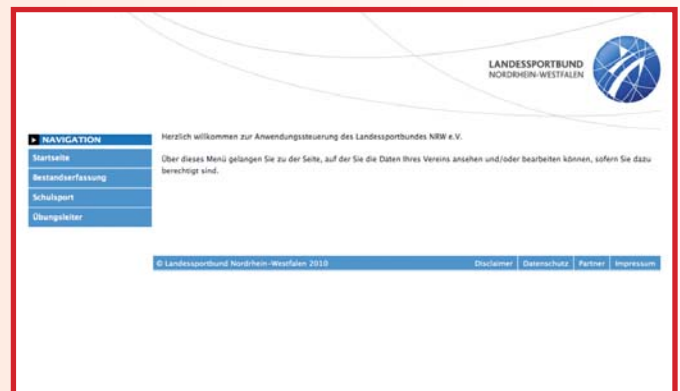 LANDESSPORTBUND
NORDRHEIN-WESTFALEN
NAVIGATION
Startseite
Bestandserfassung
Schulsport
Übungsleiter
Herzlich willkommen zur Anwendungssteuerung des Landessportbundes NRW e.V.
Über dieses Menü gelangen Sie zu der Seite, auf der Sie die Daten Ihres Vereins ansehen und/oder bearbeiten können, sofern Sie dazu
berechtigt sind.
© Landessportbund Nordrhein-Westfalen 2010 Disclaimer Datenschutz Partner Impressum